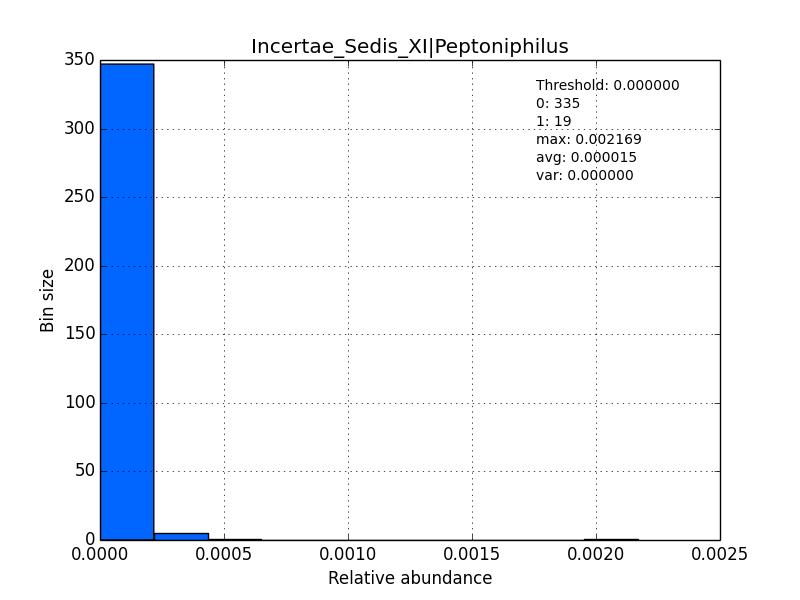 Incertae_Sedis_XI|Peptoniphilus
Threshold: 0.000000
0: 335
1: 19
max: 0.002169
avg: 0.000015
var: 0.000000
350
300
250
200
150
100
50
0
Bin size
0.0000 0.0005 0.0010 0.0015 0.0020 0.0025
Relative abundance